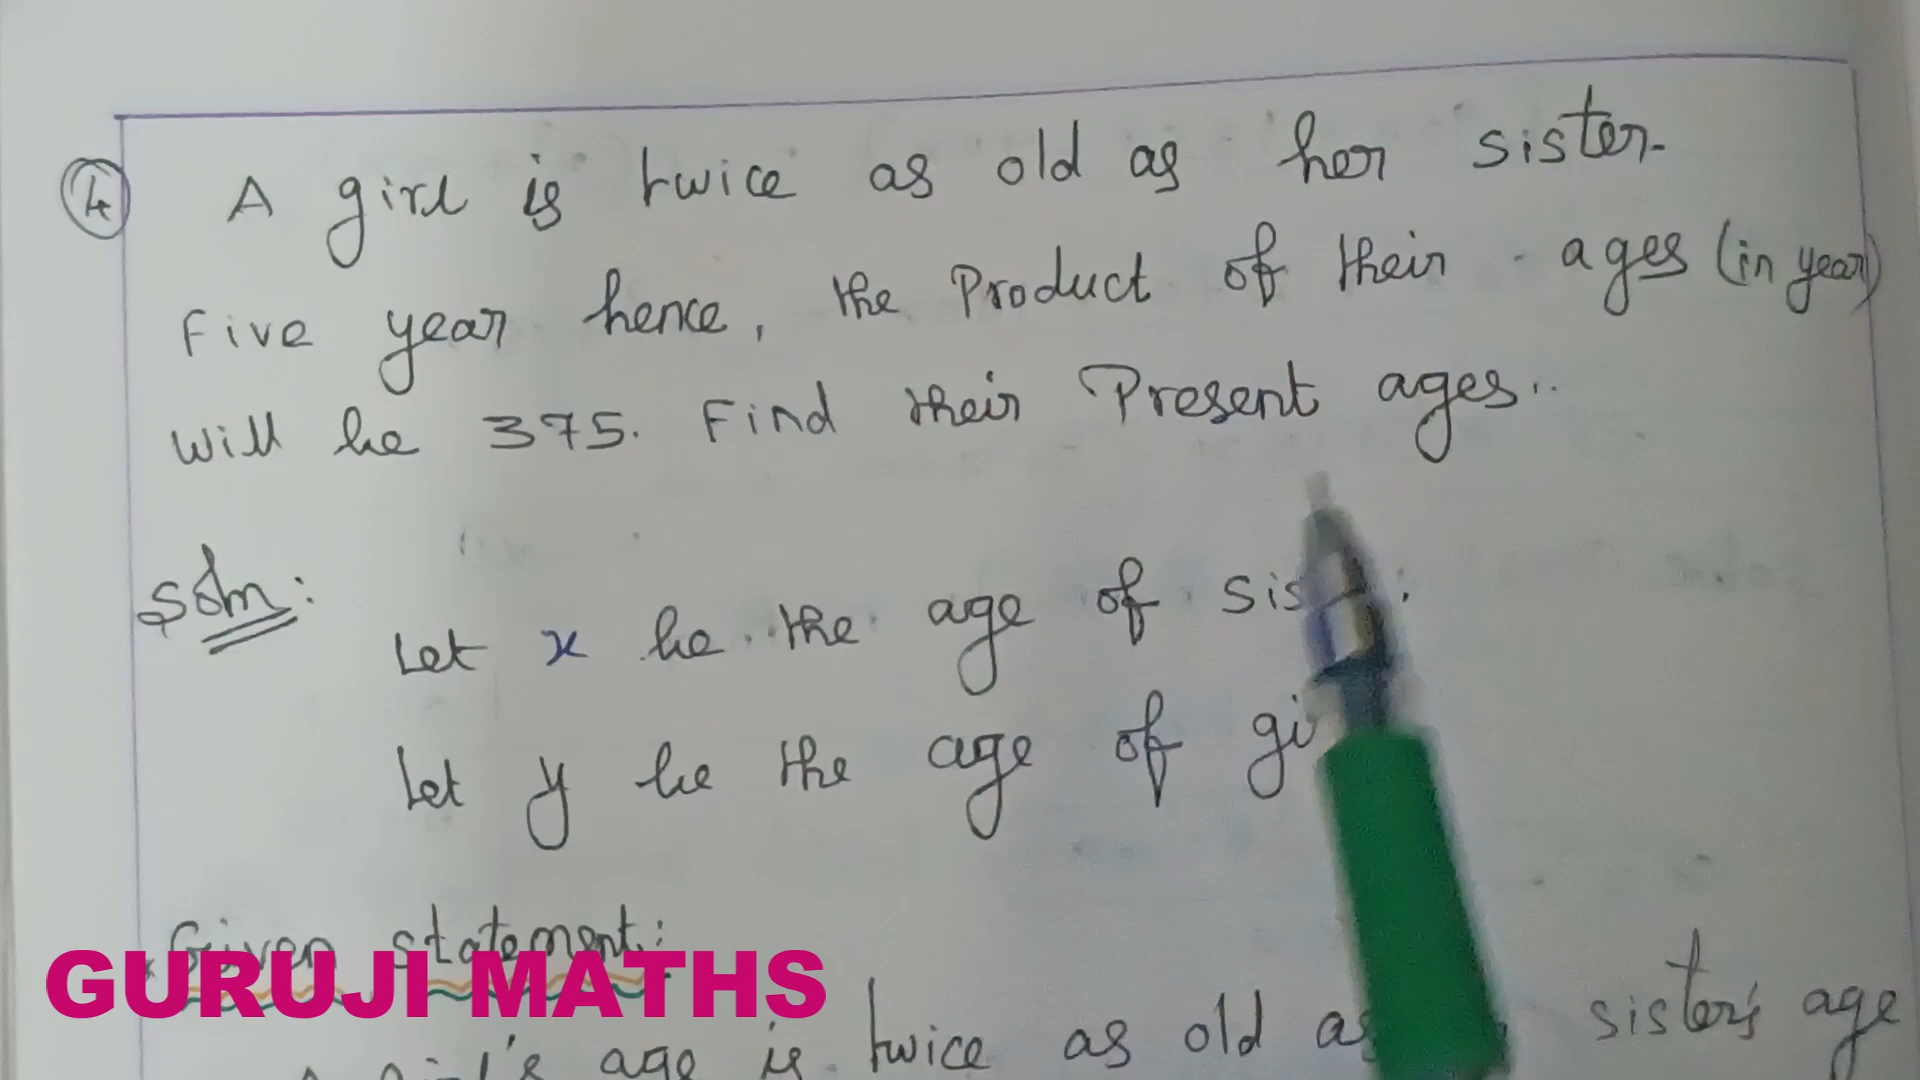 4 A girl is twice as old as her sister.
Five year hence, the Product of their ages (in year)
will be 375. Find their Present ages..
Soln:
Let x be the age of
Let y be the age of
Given statement:
GURUJI MATHS
age is twice as old sister's age